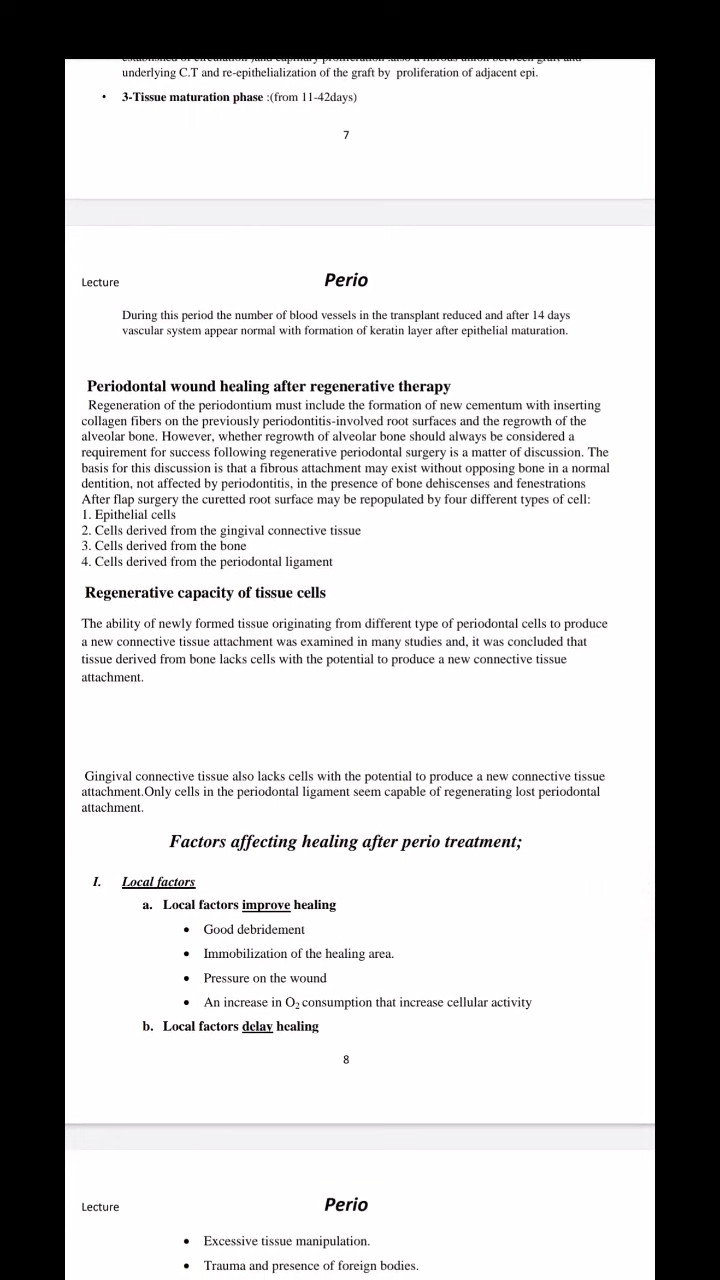 established of circulation ,and capillary proliferation .also a fibrous union between graft and
underlying C.T and re-epithelialization of the graft by proliferation of adjacent epi.
• 3-Tissue maturation phase :(from 11-42days)
7
Lecture Perio
During this period the number of blood vessels in the transplant reduced and after 14 days
vascular system appear normal with formation of keratin layer after epithelial maturation.
Periodontal wound healing after regenerative therapy
Regeneration of the periodontium must include the formation of new cementum with inserting
collagen fibers on the previously periodontitis-involved root surfaces and the regrowth of the
alveolar bone. However, whether regrowth of alveolar bone should always be considered a
requirement for success following regenerative periodontal surgery is a matter of discussion. The
basis for this discussion is that a fibrous attachment may exist without opposing bone in a normal
dentition, not affected by periodontitis, in the presence of bone dehiscenses and fenestrations
After flap surgery the curetted root surface may be repopulated by four different types of cell:
1. Epithelial cells
2. Cells derived from the gingival connective tissue
3. Cells derived from the bone
4. Cells derived from the periodontal ligament
Regenerative capacity of tissue cells
The ability of newly formed tissue originating from different type of periodontal cells to produce
a new connective tissue attachment was examined in many studies and, it was concluded that
tissue derived from bone lacks cells with the potential to produce a new connective tissue
attachment.
Gingival connective tissue also lacks cells with the potential to produce a new connective tissue
attachment.Only cells in the periodontal ligament seem capable of regenerating lost periodontal
attachment.
Factors affecting healing after perio treatment;
I. Local factors
a. Local factors improve healing
• Good debridement
• Immobilization of the healing area.
• Pressure on the wound
• An increase in O₂ consumption that increase cellular activity
b. Local factors delay healing
8
Lecture Perio
• Excessive tissue manipulation.
• Trauma and presence of foreign bodies.